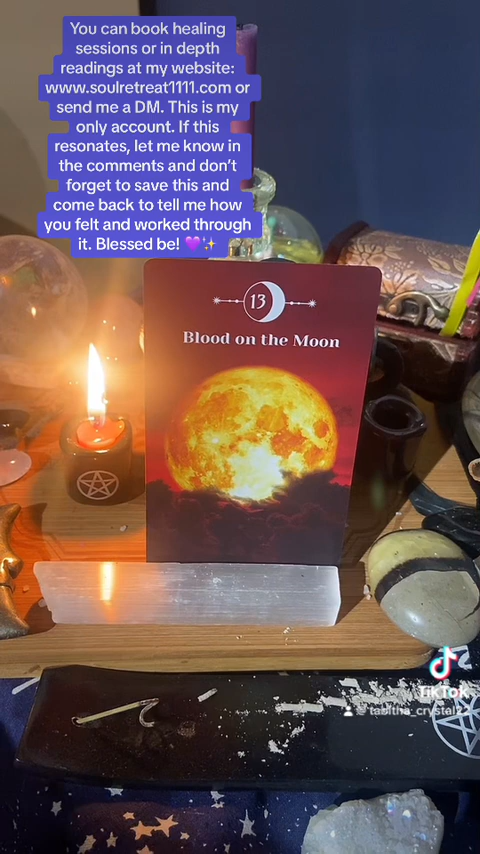 You can book healing
sessions or in depth
readings at my website:
www.soulretreat1111.com or
send me a DM. This is my
only account. If this
resonates, let me know in
the comments and don't
forget to save this and
come back to tell me how
you felt and worked through
it. Blessed be! 💜✨
13
Blood on the Moon
TikTok